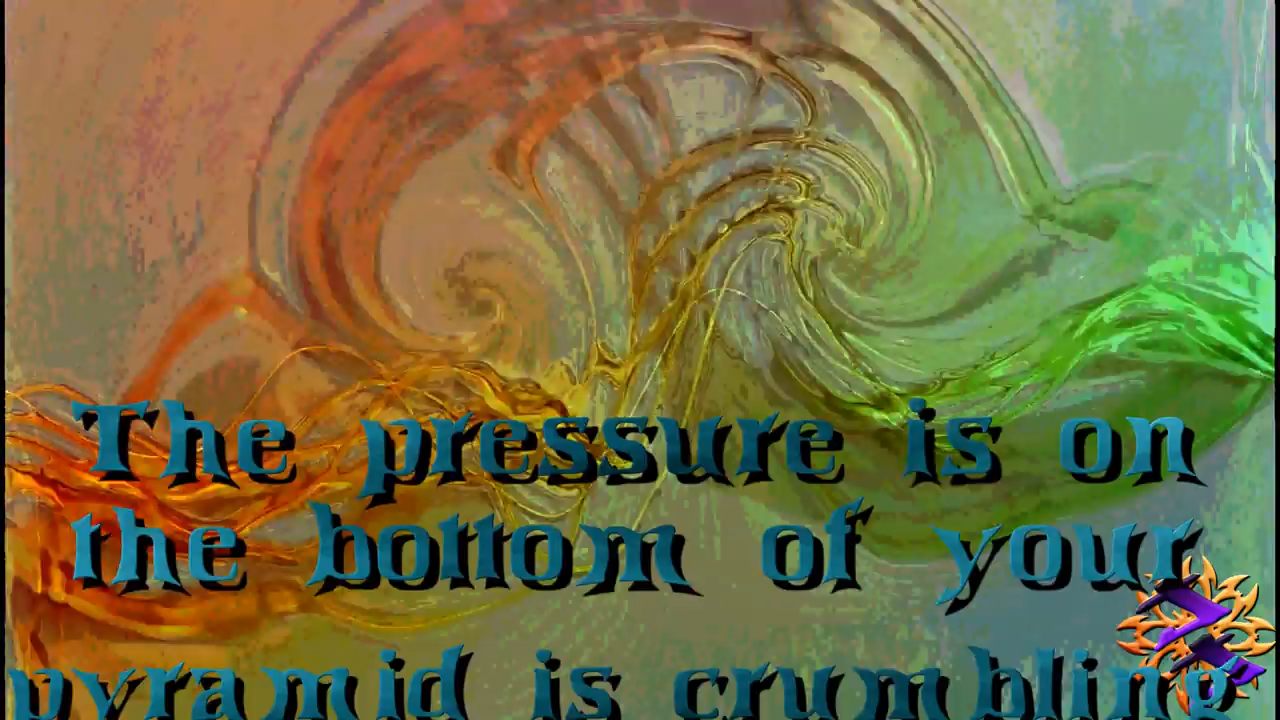 The pressure is on
the bottom of your
pyramid is crumbling